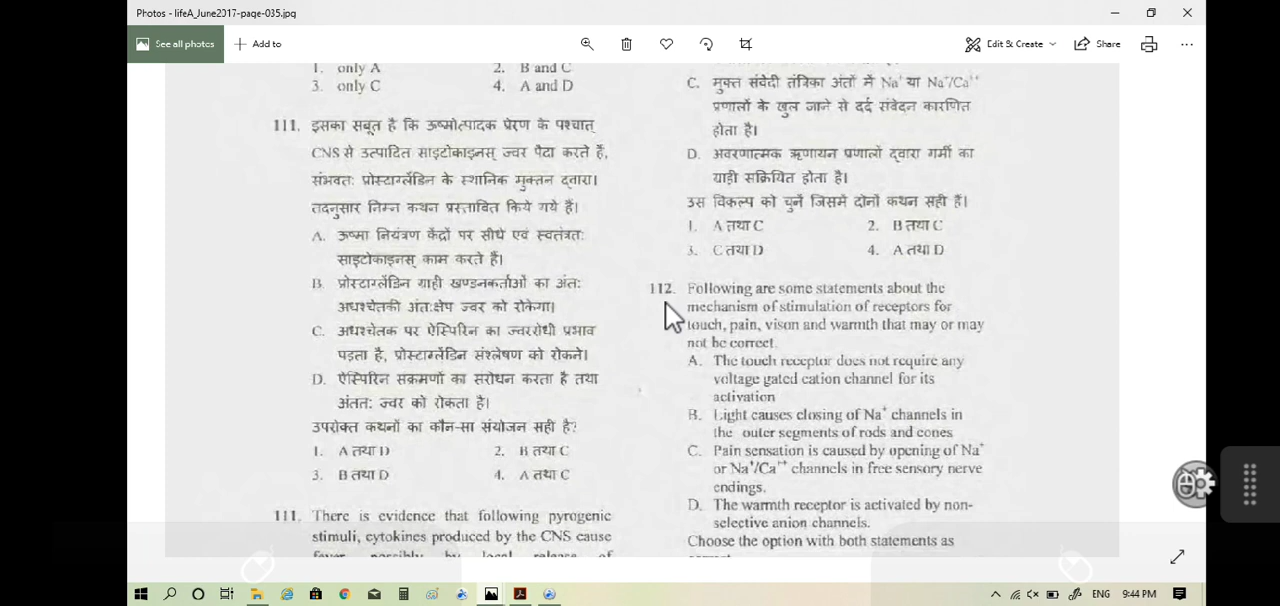 Photos - lifeA_June2017-page-035.jpg
See all photos
Add to
Edit & Create
Share
1. only A 2. B and C
3. only C 4. A and D
111. इसका सबूत है कि ऊष्मोत्पादक प्रेरण के पश्चात्
CNS से उत्पादित साइटोकाइनस् ज्वर पैदा करते हैं,
संभवतः प्रोस्टाग्लेंडिन के स्थानिक मुक्तन द्वारा।
तदनुसार निम्न कथन प्रस्तावित किये गये हैं।
A. ऊष्मा नियंत्रण केंद्रों पर सीधे एवं स्वतंत्रतः
साइटोकाइनस् काम करते हैं।
B. प्रोस्टाग्लेंडिन ग्राही खण्डनकर्ताओं का अंतः
अधश्चेतकी अंतःक्षेप ज्वर को रोकेगा।
C. अधश्चेतक पर ऐस्पिरिन का ज्वररोधी प्रभाव
पड़ता है, प्रोस्टाग्लेंडिन संश्लेषण को रोकने।
D. ऐस्पिरिन सक्रमणों का सरोधन करता है तथा
अंततः ज्वर को रोकता है।
उपरोक्त कथनों का कौन-सा संयोजन सही है?
1. A तथा D 2. B तथा C
3. B तथा D 4. A तथा C
111. There is evidence that following pyrogenic
stimuli, cytokines produced by the CNS cause
fever possibly by local release of
C. मुक्त संवेदी तंत्रिका अंतों में Na⁺ या Na⁺/Ca⁺⁺
प्रणालों के खुल जाने से दर्द संवेदन कारणित
होता है।
D. अवरणात्मक ऋणायन प्रणालों द्वारा गर्मी का
ग्राही सक्रियित होता है।
उस विकल्प को चुनें जिसमें दोनों कथन सही हैं।
1. A तथा C 2. B तथा C
3. C तथा D 4. A तथा D
112. Following are some statements about the
mechanism of stimulation of receptors for
touch, pain, vison and warmth that may or may
not be correct.
A. The touch receptor does not require any
voltage gated cation channel for its
activation
B. Light causes closing of Na⁺ channels in
the outer segments of rods and cones
C. Pain sensation is caused by opening of Na⁺
or Na⁺/Ca⁺⁺ channels in free sensory nerve
endings.
D. The warmth receptor is activated by non-
selective anion channels.
Choose the option with both statements as
ENG 9:44 PM